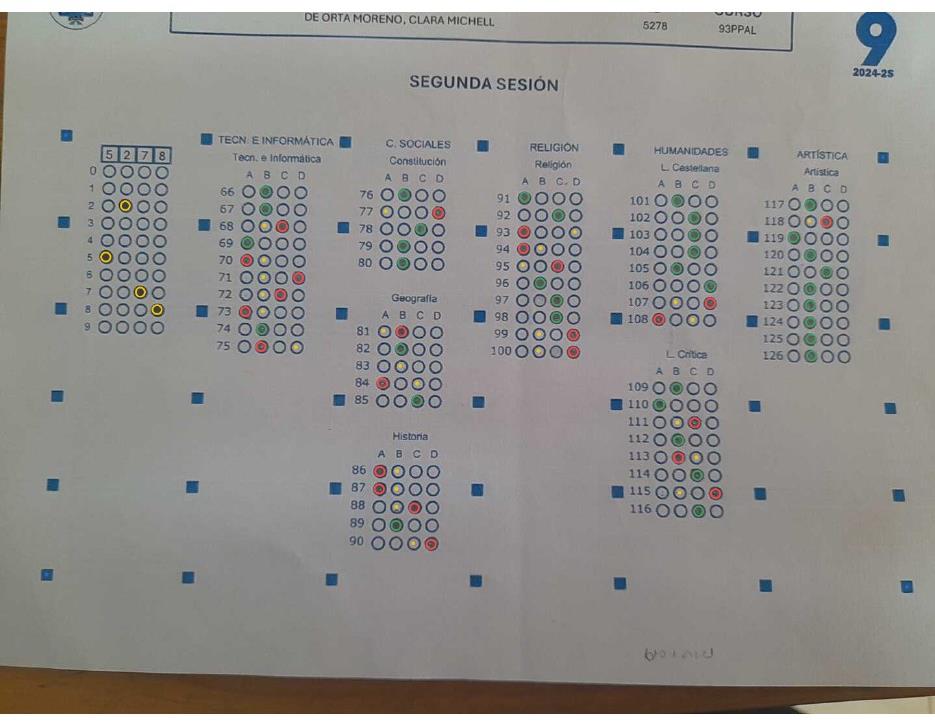 DE ORTA MORENO, CLARA MICHELL
5278
CURSO
93PPAL
9
2024-25
SEGUNDA SESIÓN
5 2 7 8
0
1
2
3
4
5
6
7
8
9
TECN. E INFORMÁTICA
Tecn. e Informática
A B C D
66
67
68
69
70
71
72
73
74
75
C. SOCIALES
Constitución
A B C D
76
77
78
79
80
Geografía
A B C D
81
82
83
84
85
Historia
A B C D
86
87
88
89
90
RELIGIÓN
Religión
A B C D
91
92
93
94
95
96
97
98
99
100
HUMANIDADES
L. Castellana
A B C D
101
102
103
104
105
106
107
108
L. Crítica
A B C D
109
110
111
112
113
114
115
116
ARTÍSTICA
Artística
A B C D
117
118
119
120
121
122
123
124
125
126